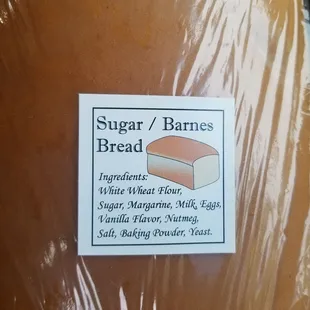 Sugar / Barnes
Bread
Ingredients:
White Wheat Flour,
Sugar, Margarine, Milk, Eggs,
Vanilla Flavor, Nutmeg,
Salt, Baking Powder, Yeast.